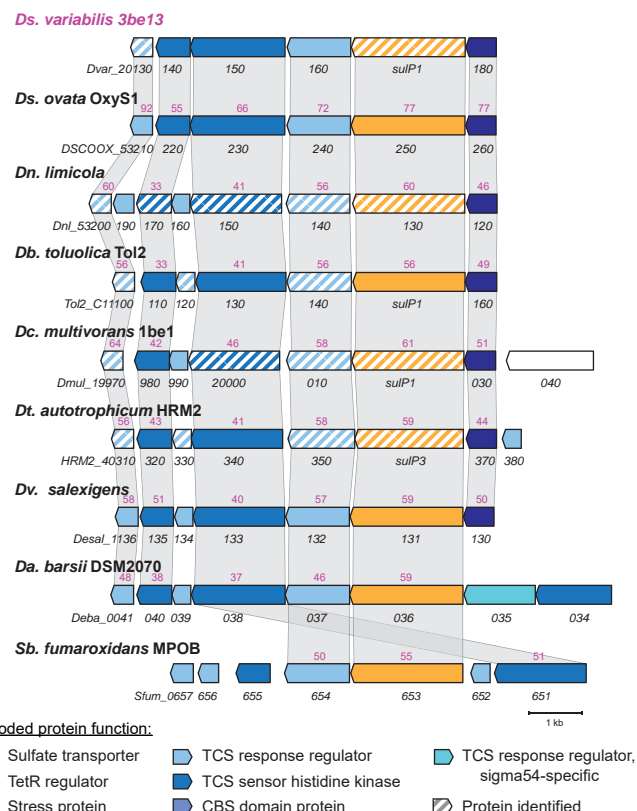 Ds. variabilis 3be13
Dvar_20130 140 150 160 sulP1 180
Ds. ovata OxyS1
92 55 66 72 77 77
DSCOOX_53210 220 230 240 250 260
Dn. limicola
60 33 41 56 60 46
Dnl_53200 190 170 160 150 140 130 120
Db. toluolica Tol2
56 33 41 56 56 49
Tol2_C11100 110 120 130 140 sulP1 160
Dc. multivorans 1be1
64 42 46 58 61 51
Dmul_19970 980 990 20000 010 sulP1 030 040
Dt. autotrophicum HRM2
56 43 41 58 59 44
HRM2_40310 320 330 340 350 sulP3 370 380
Dv. salexigens
58 51 40 57 59 50
Desal_1136 135 134 133 132 131 130
Da. barsii DSM2070
48 38 37 46 59
Deba_0041 040 039 038 037 036 035 034
Sb. fumaroxidans MPOB
50 55 51
Sfum_0657 656 655 654 653 652 651
1 kb
oded protein function:
Sulfate transporter TCS response regulator TCS response regulator,
sigma54-specific
TetR regulator TCS sensor histidine kinase
Stress protein CBS domain protein Protein identified